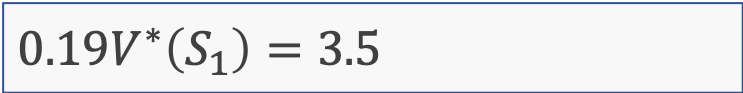 0.19V*(S₁) = 3.5